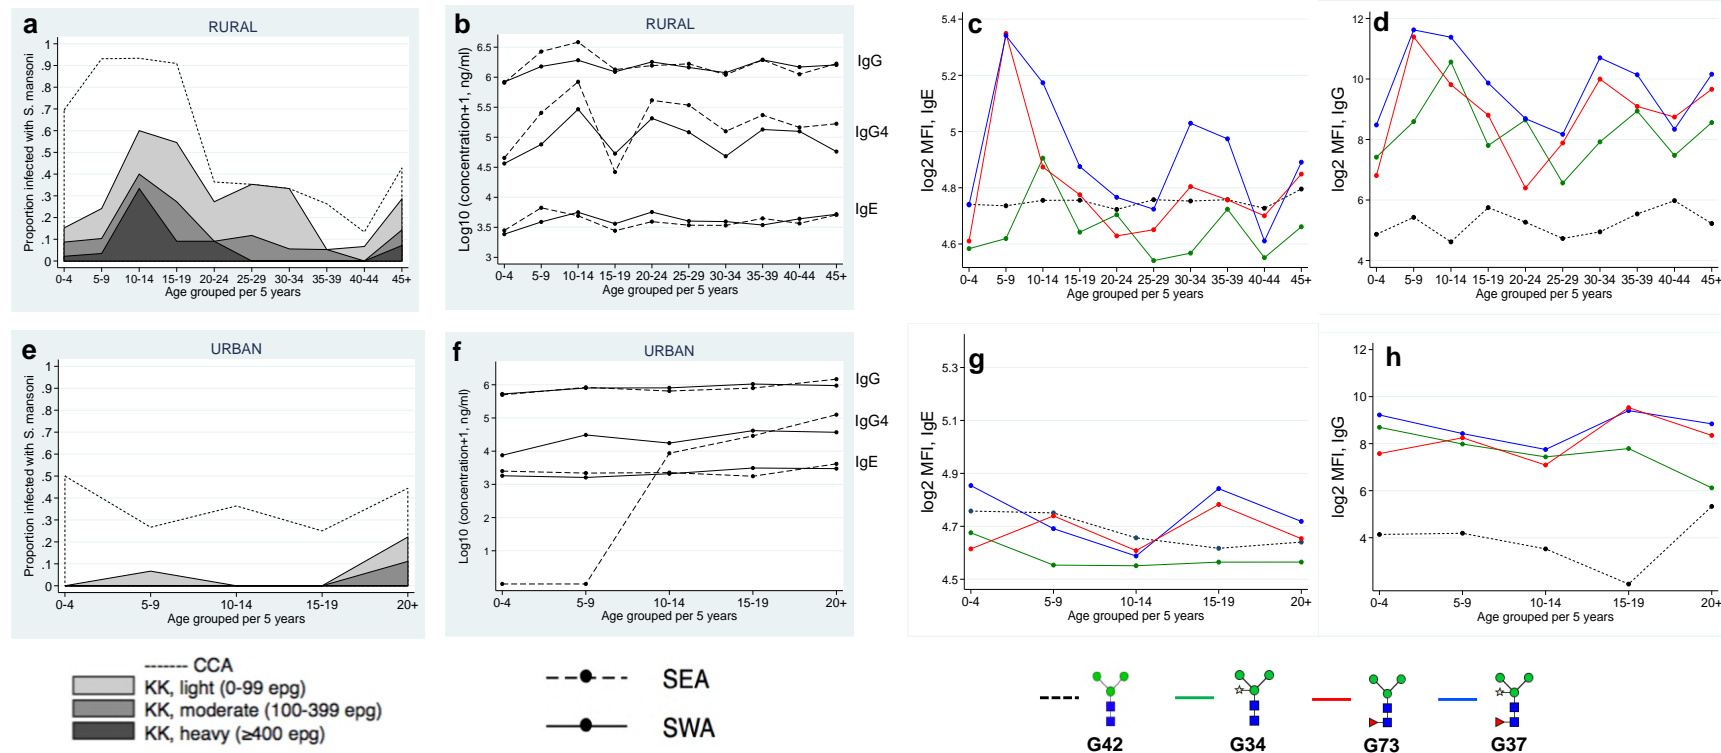 a
RURAL
Proportion infected with S. mansoni
1
.9
.8
.7
.6
.5
.4
.3
.2
.1
0
0-4 5-9 10-14 15-19 20-24 25-29 30-34 35-39 40-44 45+
Age grouped per 5 years
b
RURAL
Log10 (concentration+1, ng/ml)
6.5
6
5.5
5
4.5
4
3.5
3
IgG
IgG4
IgE
0-4 5-9 10-14 15-19 20-24 25-29 30-34 35-39 40-44 45+
Age grouped per 5 years
c
log2 MFI, IgE
5.4
5.2
5
4.8
4.6
0-4 5-9 10-14 15-19 20-24 25-29 30-34 35-39 40-44 45+
Age grouped per 5 years
d
log2 MFI, IgG
12
10
8
6
4
0-4 5-9 10-14 15-19 20-24 25-29 30-34 35-39 40-44 45+
Age grouped per 5 years
e
URBAN
Proportion infected with S. mansoni
1
.9
.8
.7
.6
.5
.4
.3
.2
.1
0
0-4 5-9 10-14 15-19 20+
Age grouped per 5 years
f
URBAN
Log10 (concentration+1, ng/ml)
6
5
4
3
2
1
IgG
IgG4
IgE
0-4 5-9 10-14 15-19 20+
Age grouped per 5 years
g
log2 MFI, IgE
5.3
5.1
4.9
4.7
4.5
0-4 5-9 10-14 15-19 20+
Age grouped per 5 years
h
log2 MFI, IgG
12
10
8
6
4
0-4 5-9 10-14 15-19 20+
Age grouped per 5 years
CCA
KK, light (0-99 epg)
KK, moderate (100-399 epg)
KK, heavy (≥400 epg)
SEA
SWA
G42 G34 G73 G37